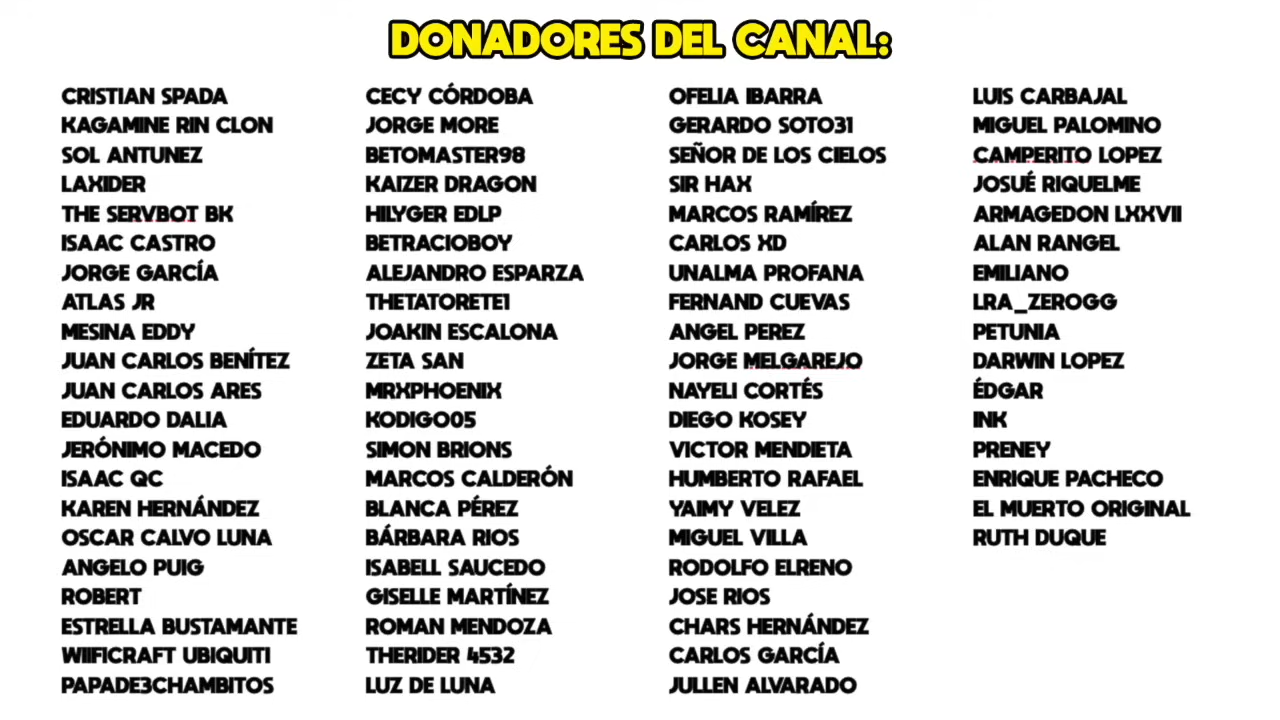 DONADORES DEL CANAL:
CRISTIAN SPADA
KAGAMINE RIN CLON
SOL ANTUNEZ
LAXIDER
THE SERVBOT BK
ISAAC CASTRO
JORGE GARCÍA
ATLAS JR
MESINA EDDY
JUAN CARLOS BENÍTEZ
JUAN CARLOS ARES
EDUARDO DALIA
JERÓNIMO MACEDO
ISAAC QC
KAREN HERNÁNDEZ
OSCAR CALVO LUNA
ANGELO PUIG
ROBERT
ESTRELLA BUSTAMANTE
WIIFICRAFT UBIQUITI
PAPADE3CHAMBITOS
CECY CÓRDOBA
JORGE MORE
BETOMASTER98
KAIZER DRAGON
HILYGER EDLP
BETRACIOBOY
ALEJANDRO ESPARZA
THETATORETE1
JOAKIN ESCALONA
ZETA SAN
MRXPHOENIX
KODIGO05
SIMON BRIONS
MARCOS CALDERÓN
BLANCA PÉREZ
BÁRBARA RIOS
ISABELL SAUCEDO
GISELLE MARTÍNEZ
ROMAN MENDOZA
THERIDER 4532
LUZ DE LUNA
OFELIA IBARRA
GERARDO SOTO31
SEÑOR DE LOS CIELOS
SIR HAX
MARCOS RAMÍREZ
CARLOS XD
UNALMA PROFANA
FERNAND CUEVAS
ANGEL PEREZ
JORGE MELGAREJO
NAYELI CORTÉS
DIEGO KOSEY
VICTOR MENDIETA
HUMBERTO RAFAEL
YAIMY VELEZ
MIGUEL VILLA
RODOLFO ELRENO
JOSE RIOS
CHARS HERNÁNDEZ
CARLOS GARCÍA
JULLEN ALVARADO
LUIS CARBAJAL
MIGUEL PALOMINO
CAMPERITO LOPEZ
JOSUÉ RIQUELME
ARMAGEDON LXXVII
ALAN RANGEL
EMILIANO
LRA_ZEROGG
PETUNIA
DARWIN LOPEZ
ÉDGAR
INK
PRENEY
ENRIQUE PACHECO
EL MUERTO ORIGINAL
RUTH DUQUE